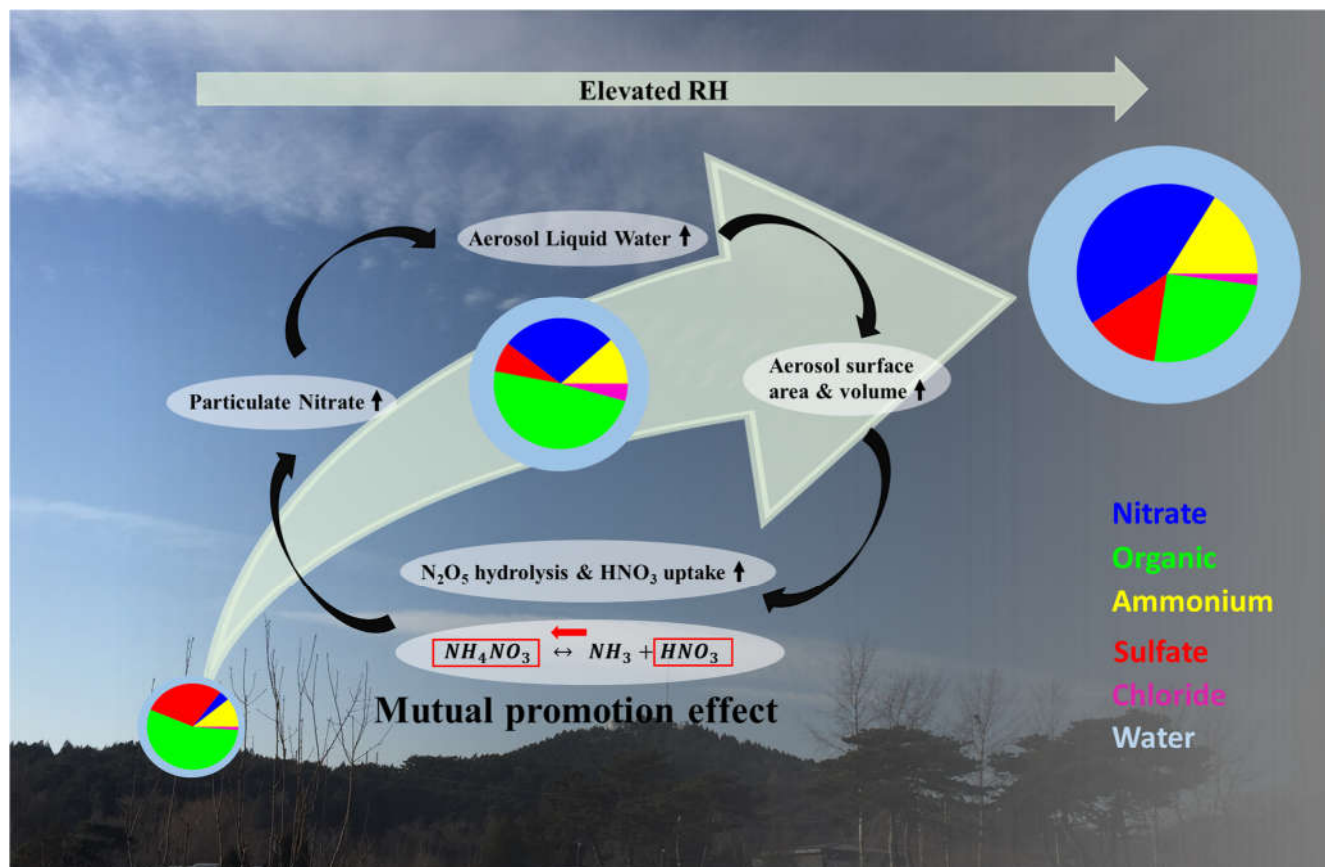 Elevated RH
Aerosol Liquid Water ⬆
Aerosol surface
area & volume ⬆
Particulate Nitrate ⬆
N₂O₅ hydrolysis & HNO₃ uptake ⬆
NH₄NO₃ ↔ NH₃ + HNO₃
Mutual promotion effect
Nitrate
Organic
Ammonium
Sulfate
Chloride
Water